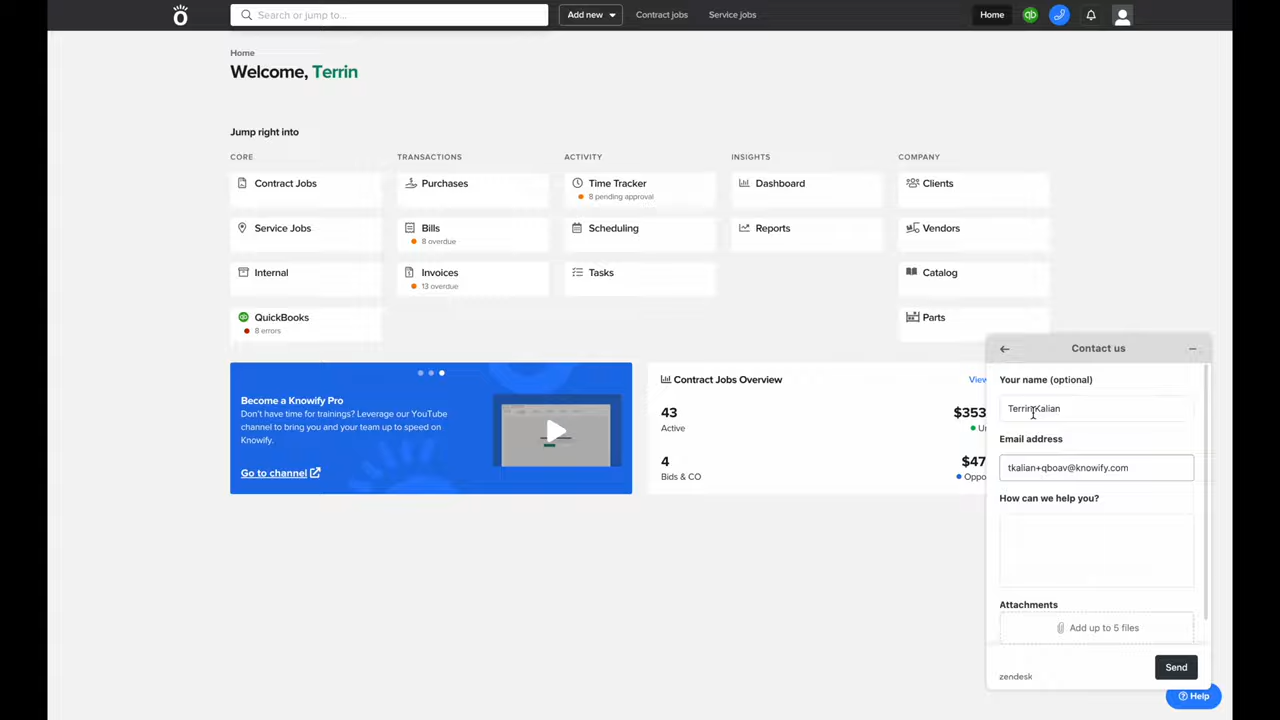 Search or jump to...
Add new
Contract jobs
Service jobs
Home
qb
Home
Welcome, Terrin
Jump right into
CORE
TRANSACTIONS
ACTIVITY
INSIGHTS
COMPANY
Contract Jobs
Purchases
Time Tracker
8 pending approval
Dashboard
Clients
Service Jobs
Bills
8 overdue
Scheduling
Reports
Vendors
Internal
Invoices
13 overdue
Tasks
Catalog
QuickBooks
8 errors
Parts
Become a Knowify Pro
Don't have time for trainings? Leverage our YouTube
channel to bring you and your team up to speed on
Knowify.
Go to channel
Contract Jobs Overview
View
43
Active
$353
Un
4
Bids & CO
$47
Oppo
Contact us
Your name (optional)
Terrin Kalian
Email address
tkalian+qboav@knowify.com
How can we help you?
Attachments
Add up to 5 files
zendesk
Send
Help